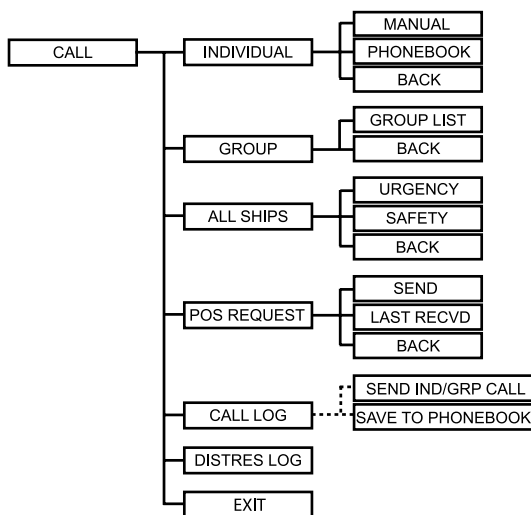 CALL
INDIVIDUAL
MANUAL
PHONEBOOK
BACK
GROUP
GROUP LIST
BACK
ALL SHIPS
URGENCY
SAFETY
BACK
POS REQUEST
SEND
LAST RECVD
BACK
CALL LOG
SEND IND/GRP CALL
SAVE TO PHONEBOOK
DISTRES LOG
EXIT